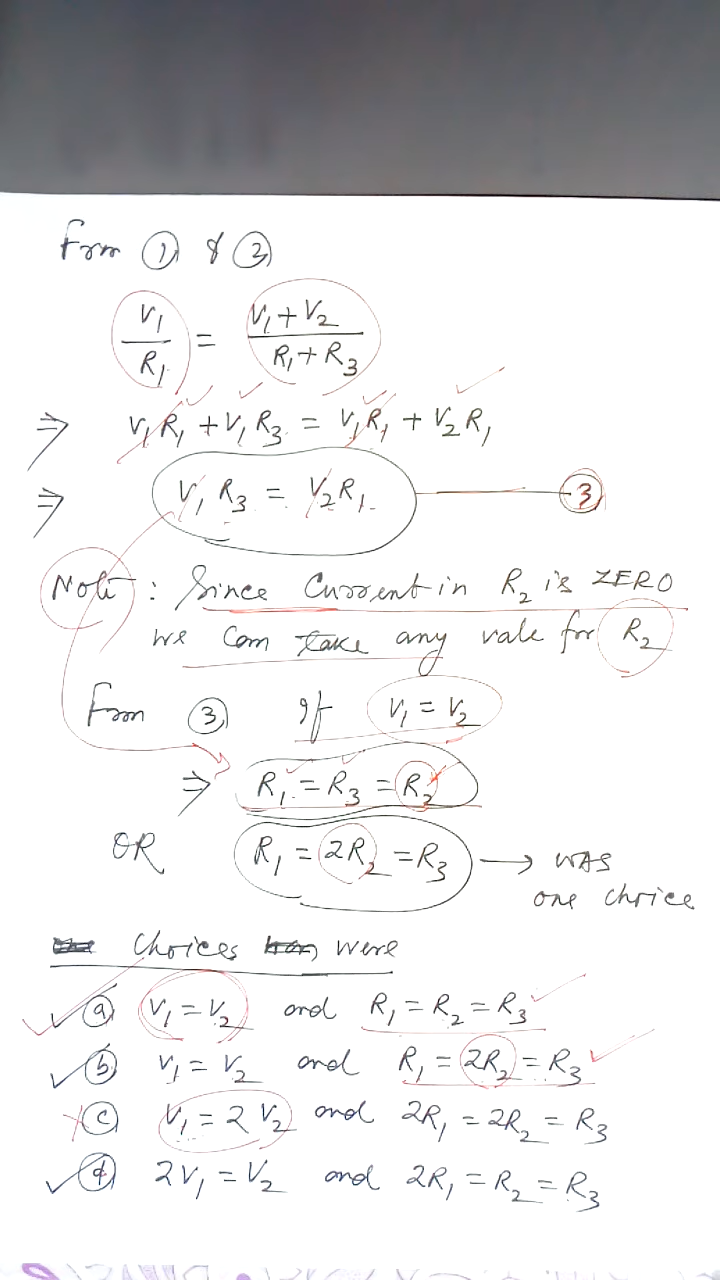 From ① & ②
V₁/R₁ = (V₁+V₂)/(R₁+R₃)
⇒ V₁R₁ + V₁R₃ = V₁R₁ + V₂R₁
⇒ V₁R₃ = V₂R₁ — ③
Note : Since Current in R₂ is ZERO
we can take any vale for R₂
From ③ If V₁ = V₂
⇒ R₁ = R₃ = R₂
OR R₁ = 2R₂ = R₃ → WAS
one choice
Choices were
✓ⓐ V₁ = V₂ and R₁ = R₂ = R₃ ✓
✓ⓑ V₁ = V₂ and R₁ = 2R₂ = R₃ ✓
×ⓒ V₁ = 2V₂ and 2R₁ = 2R₂ = R₃
✓ⓓ 2V₁ = V₂ and 2R₁ = R₂ = R₃